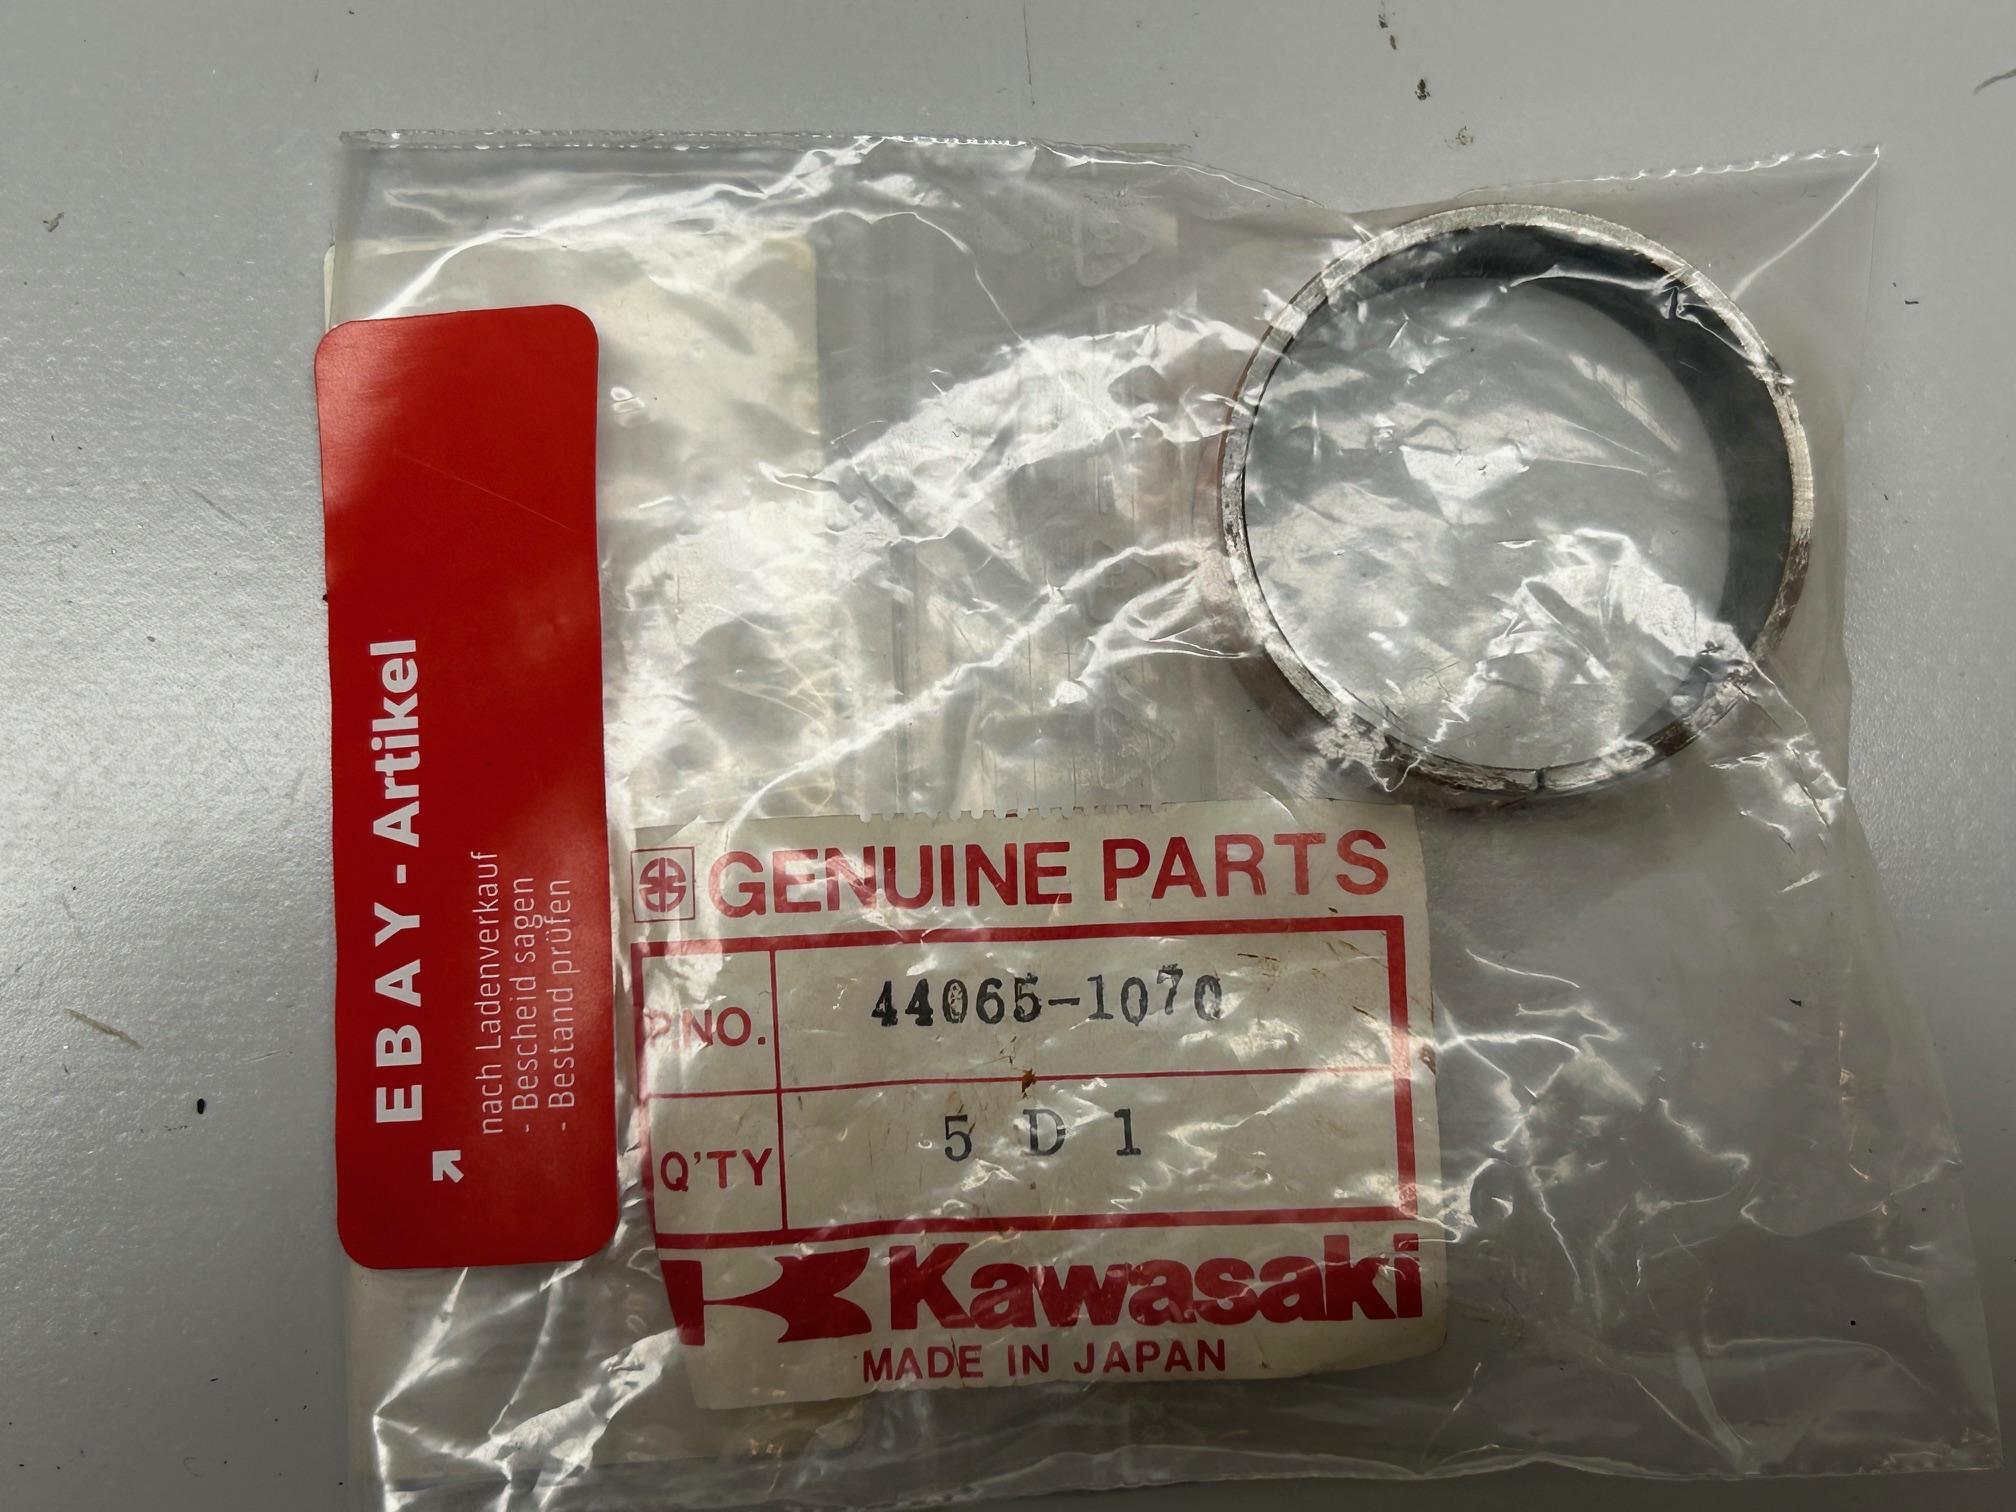 EBAY - Artikel
nach Ladenverkauf
- Bescheid sagen
- Bestand prüfen
GENUINE PARTS
P.NO. 44065-1070
Q'TY 5 D 1
Kawasaki
MADE IN JAPAN